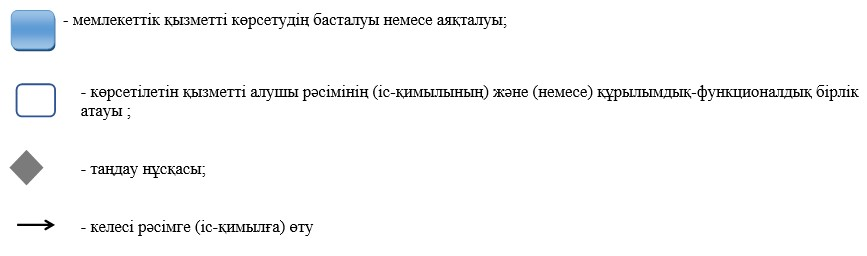 - мемлекеттік қызметті көрсетудің басталуы немесе аяқталуы;
- көрсетілетін қызметті алушы рәсімінің (іс-қимылының) және (немесе) құрылымдық-функционалдық бірлік
атауы ;
- таңдау нұсқасы;
- келесі рәсімге (іс-қимылға) өту